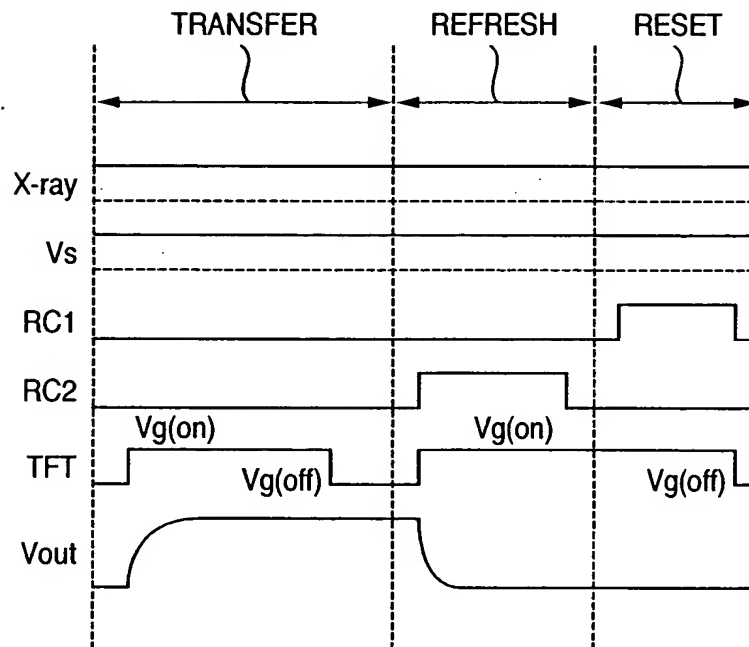 TRANSFER REFRESH RESET
X-ray
Vs
RC1
RC2
Vg(on) Vg(on)
TFT Vg(off) Vg(off)
Vout